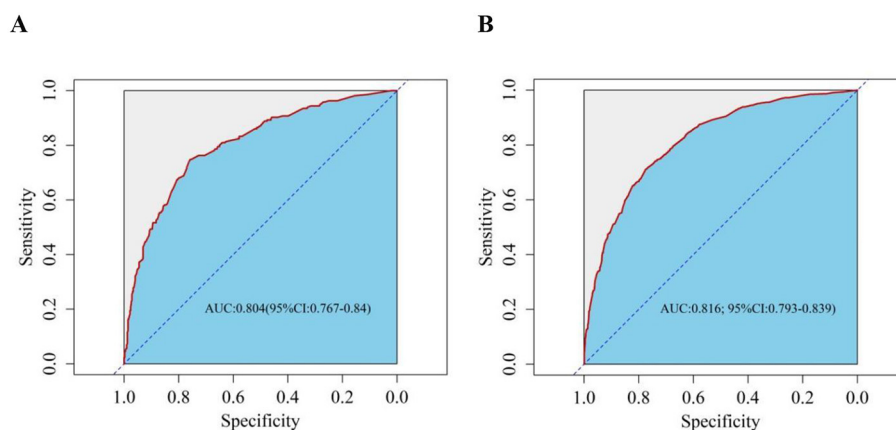 A
B
1.0
0.8
0.6
0.4
0.2
0.0
Sensitivity
AUC:0.804(95%CI:0.767-0.84)
1.0 0.8 0.6 0.4 0.2 0.0
Specificity
1.0
0.8
0.6
0.4
0.2
0.0
Sensitivity
AUC:0.816; 95%CI:0.793-0.839)
1.0 0.8 0.6 0.4 0.2 0.0
Specificity